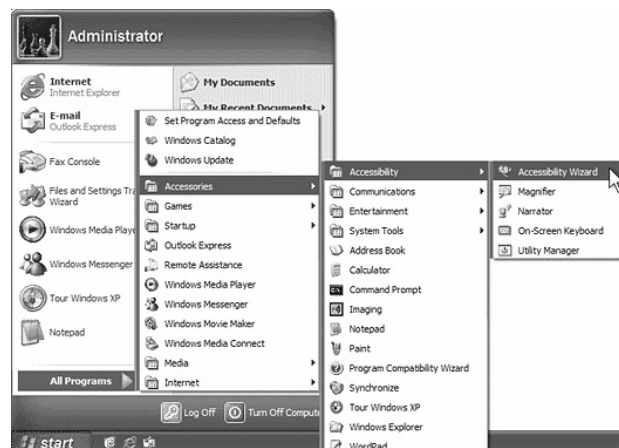 Administrator
Internet
Internet Explorer
E-mail
Outlook Express
Fax Console
Files and Settings Tra
Wizard
Windows Media Playe
Windows Messenger
Tour Windows XP
Notepad
All Programs
My Documents
My Recent Documents
Set Program Access and Defaults
Windows Catalog
Windows Update
Accessories
Games
Startup
Outlook Express
Remote Assistance
Windows Media Player
Windows Messenger
Windows Movie Maker
Windows Media Connect
Media
Internet
Accessibility
Communications
Entertainment
System Tools
Address Book
Calculator
Command Prompt
Imaging
Notepad
Paint
Program Compatibility Wizard
Synchronize
Tour Windows XP
Windows Explorer
WordPad
Accessibility Wizard
Magnifier
Narrator
On-Screen Keyboard
Utility Manager
Log Off
Turn Off Compute
start